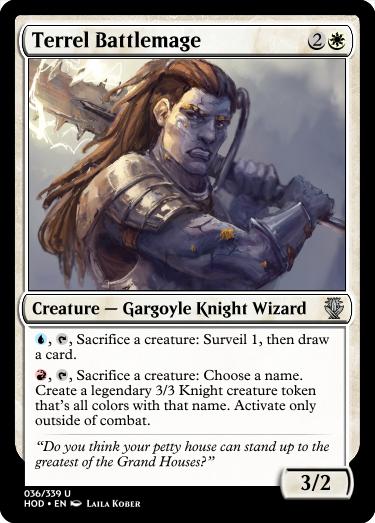 Terrel Battlemage 2
Creature — Gargoyle Knight Wizard
, , Sacrifice a creature: Surveil 1, then draw
a card.
, , Sacrifice a creature: Choose a name.
Create a legendary 3/3 Knight creature token
that's all colors with that name. Activate only
outside of combat.
“Do you think your petty house can stand up to the
greatest of the Grand Houses?”
3/2
036/339 U
HOD • EN Laila Kober